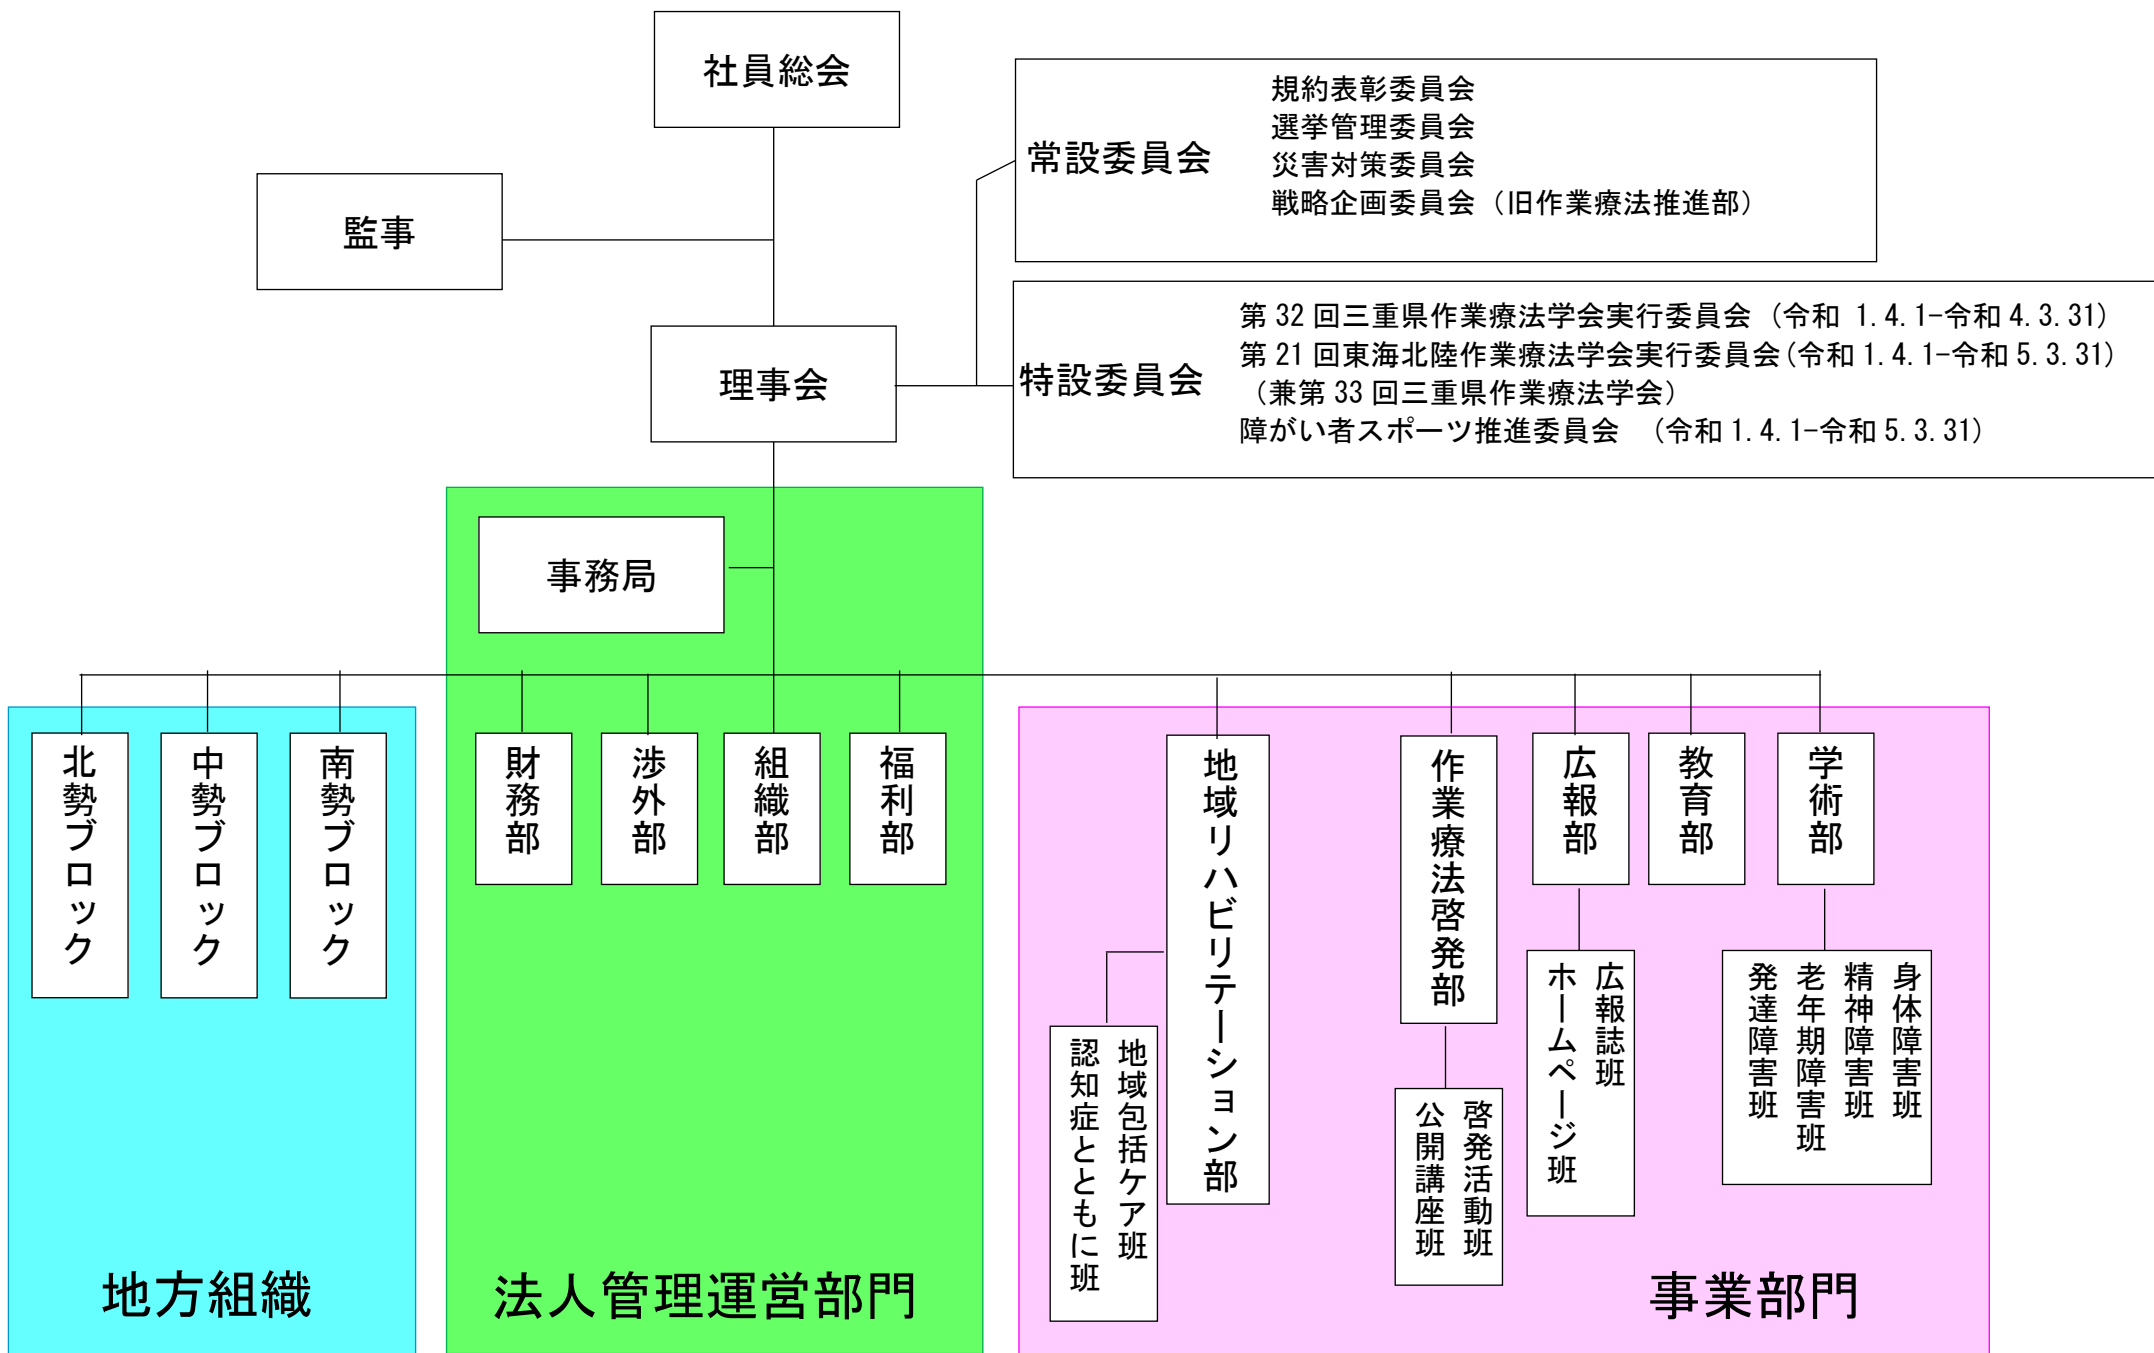 社員総会
規約表彰委員会
選挙管理委員会
常設委員会
災害対策委員会
戦略企画委員会（旧作業療法推進部）
監事
第32回三重県作業療法学会実行委員会（令和 1.4.1-令和4.3.31）
第21回東海北陸作業療法学会実行委員会(令和1.4.1-令和5.3.31)
特設委員会
（兼第33回三重県作業療法学会）
障がい者スポーツ推進委員会　（令和1.4.1-令和5.3.31）
理事会
事務局
北勢ブロック
中勢ブロック
南勢ブロック
財務部
渉外部
組織部
福利部
地域リハビリテーション部
作業療法啓発部
広報部
教育部
学術部
地域包括ケア班
認知症とともに班
啓発活動班
公開講座班
広報誌班
ホームページ班
身体障害班
精神障害班
老年期障害班
発達障害班
地方組織
法人管理運営部門
事業部門